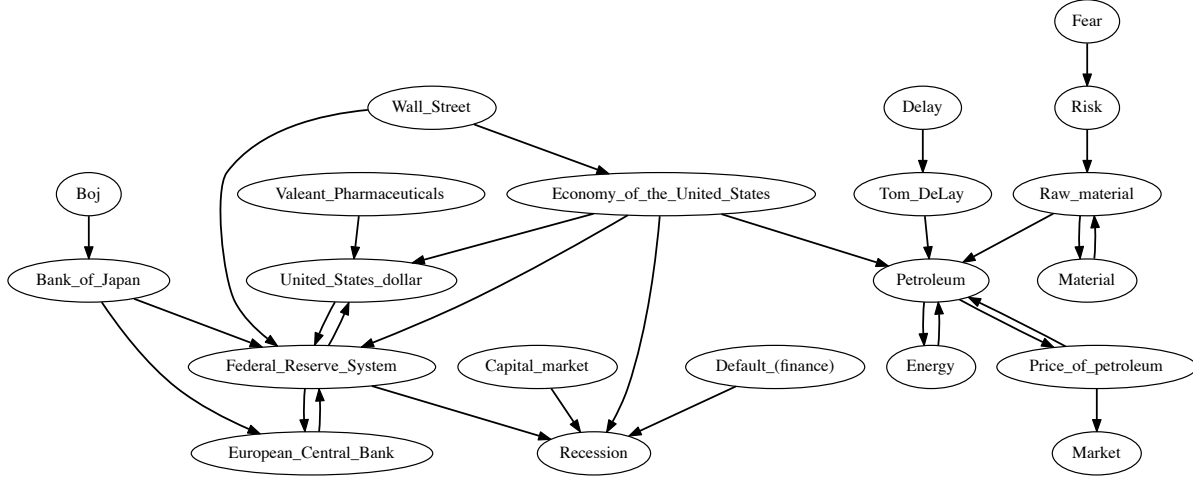 Fear
Wall_Street
Delay
Risk
Boj
Valeant_Pharmaceuticals
Economy_of_the_United_States
Tom_DeLay
Raw_material
Bank_of_Japan
United_States_dollar
Petroleum
Material
Federal_Reserve_System
Capital_market
Default_(finance)
Energy
Price_of_petroleum
European_Central_Bank
Recession
Market